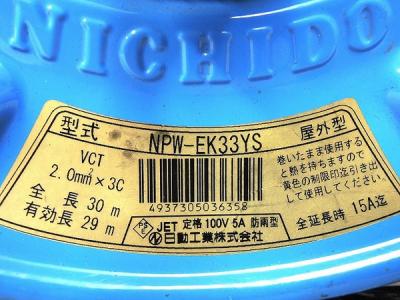 NICHIDO
型式 NPW-EK33YS 屋外型
VCT
2.0mm² × 3C
全長 30m
有効長 29m
4937305036358
巻いたまま使用する
と熱を持ちますので
黄色の制限印迄引き出
して使用して下さい。
全延長時 15A迄
PSE JET 定格 100V 5A 防雨型
日動工業株式会社